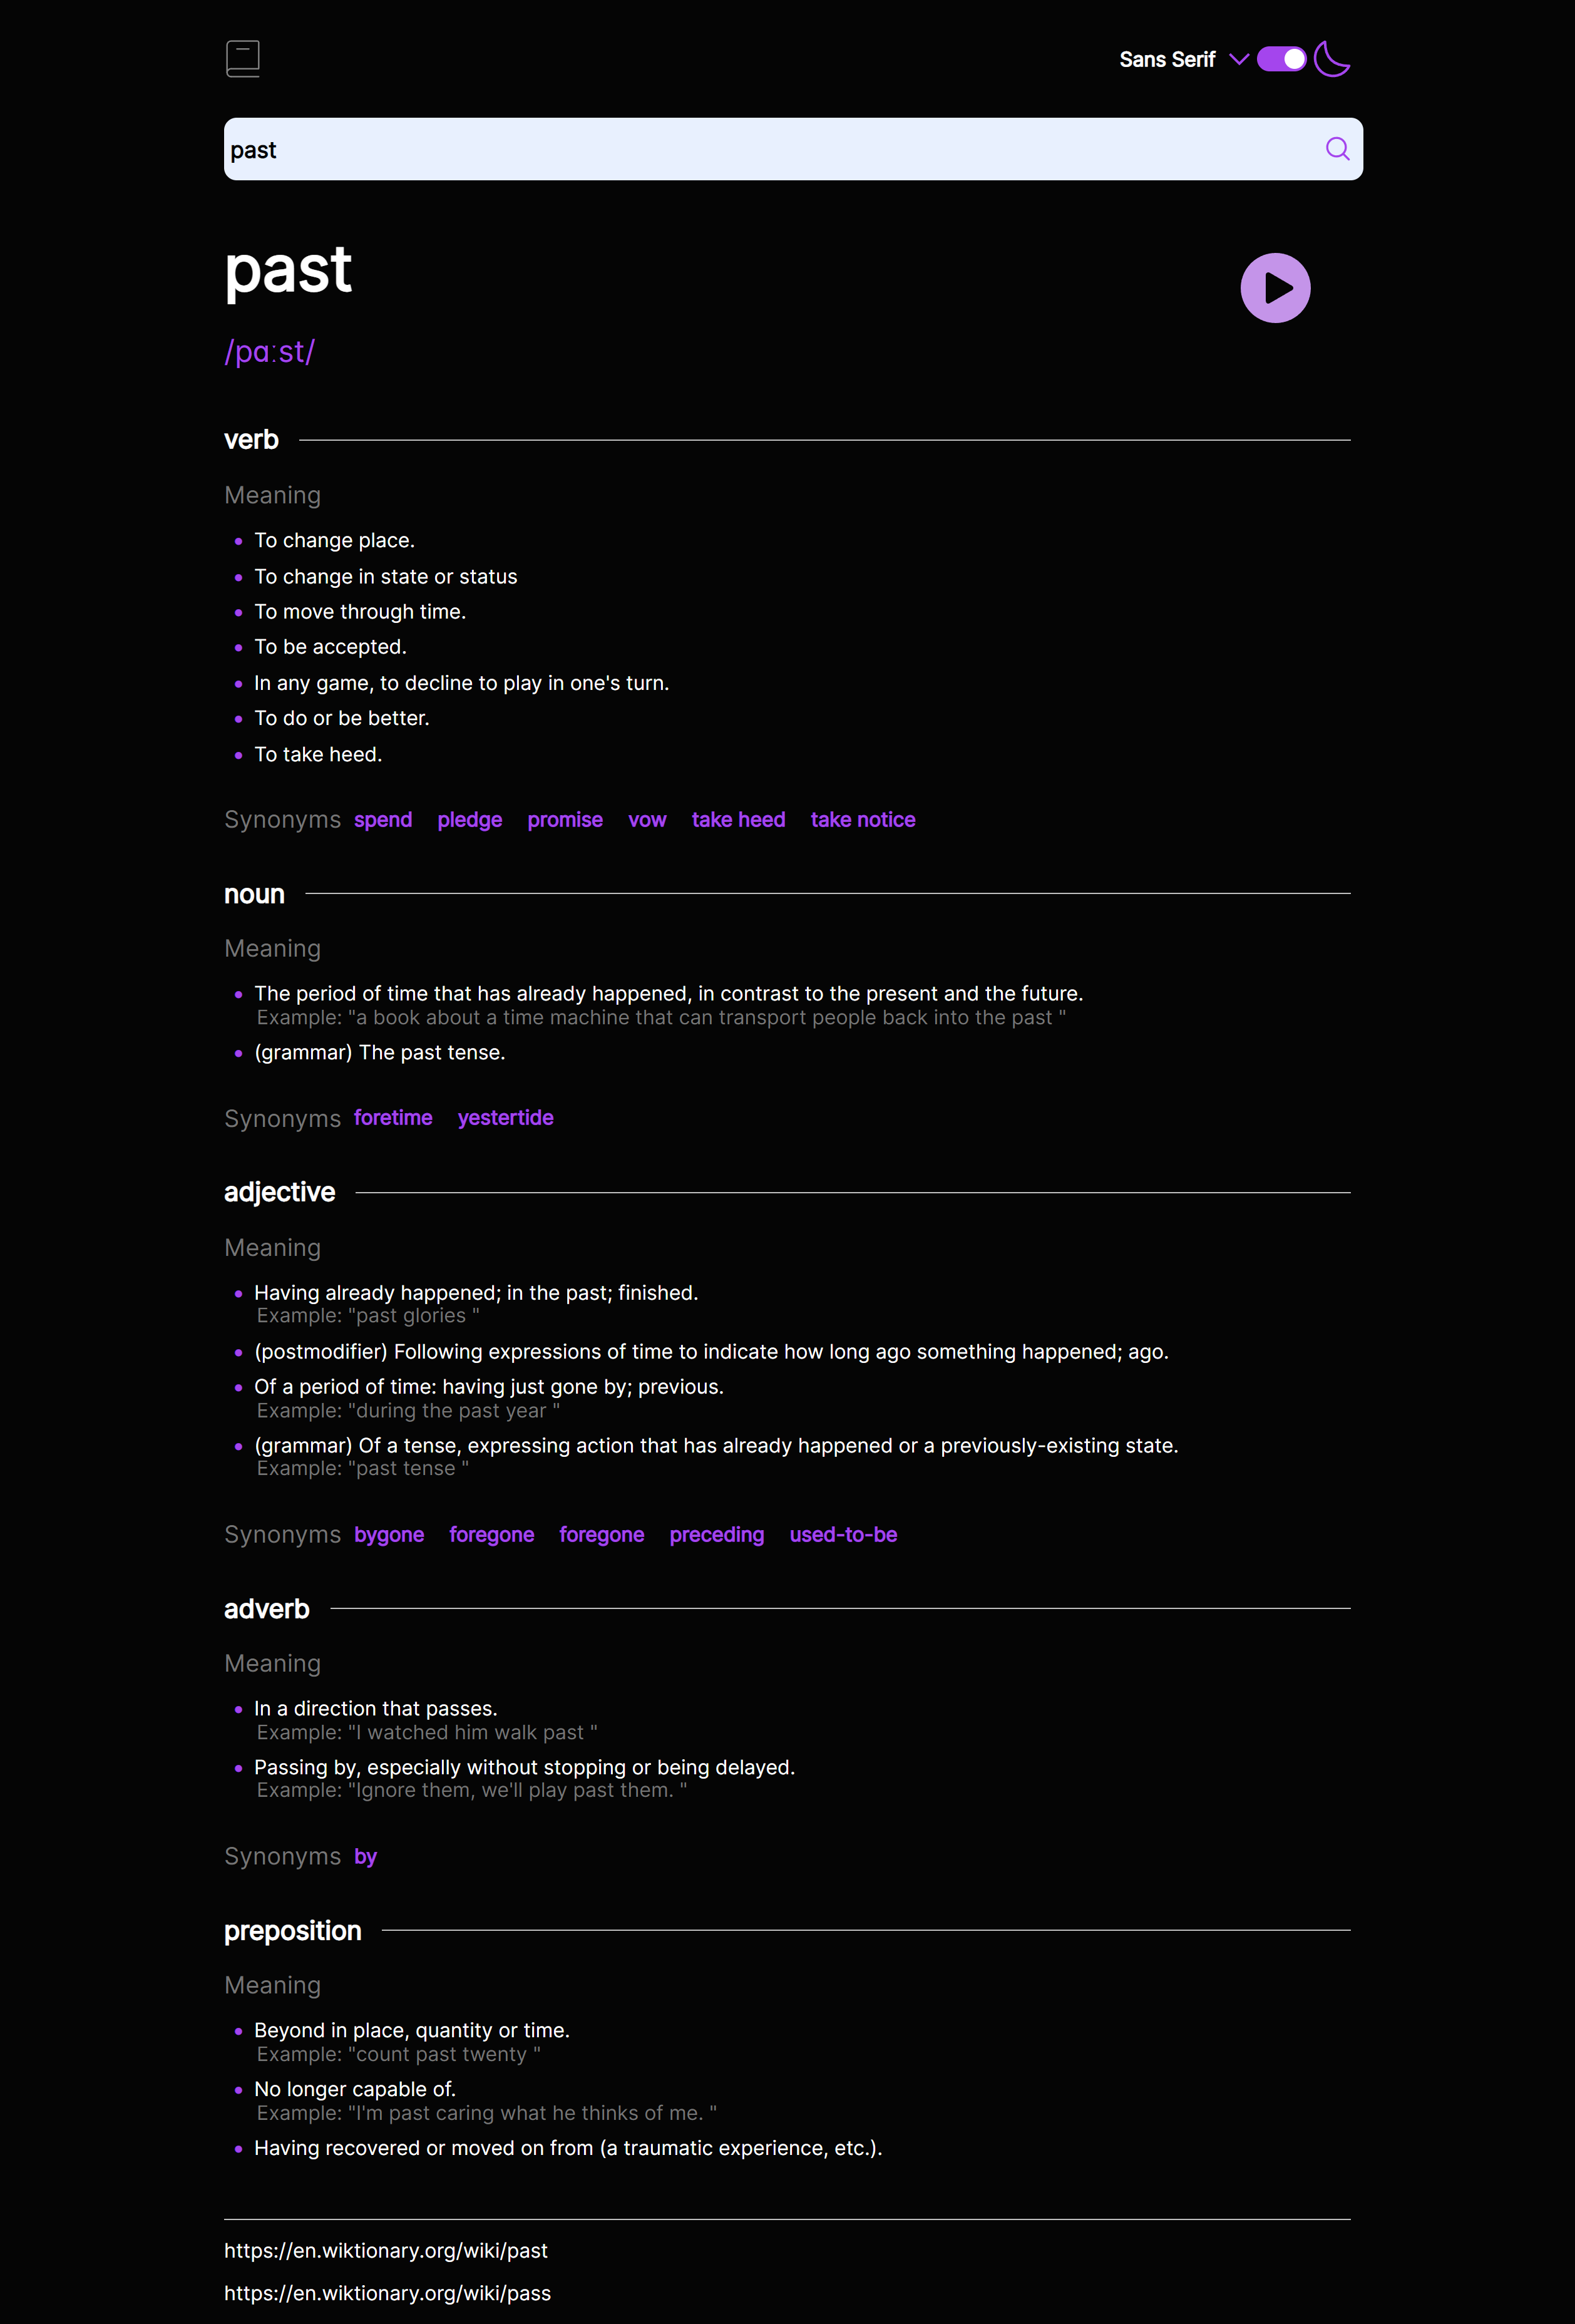 Sans Serif
past
past
/pɑːst/
verb
Meaning
To change place.
To change in state or status
To move through time.
To be accepted.
In any game, to decline to play in one's turn.
To do or be better.
To take heed.
Synonyms spend pledge promise vow take heed take notice
noun
Meaning
The period of time that has already happened, in contrast to the present and the future.
Example: "a book about a time machine that can transport people back into the past "
(grammar) The past tense.
Synonyms foretime yestertide
adjective
Meaning
Having already happened; in the past; finished.
Example: "past glories "
(postmodifier) Following expressions of time to indicate how long ago something happened; ago.
Of a period of time: having just gone by; previous.
Example: "during the past year "
(grammar) Of a tense, expressing action that has already happened or a previously-existing state.
Example: "past tense "
Synonyms bygone foregone foregone preceding used-to-be
adverb
Meaning
In a direction that passes.
Example: "I watched him walk past "
Passing by, especially without stopping or being delayed.
Example: "Ignore them, we'll play past them. "
Synonyms by
preposition
Meaning
Beyond in place, quantity or time.
Example: "count past twenty "
No longer capable of.
Example: "I'm past caring what he thinks of me. "
Having recovered or moved on from (a traumatic experience, etc.).
https://en.wiktionary.org/wiki/past
https://en.wiktionary.org/wiki/pass